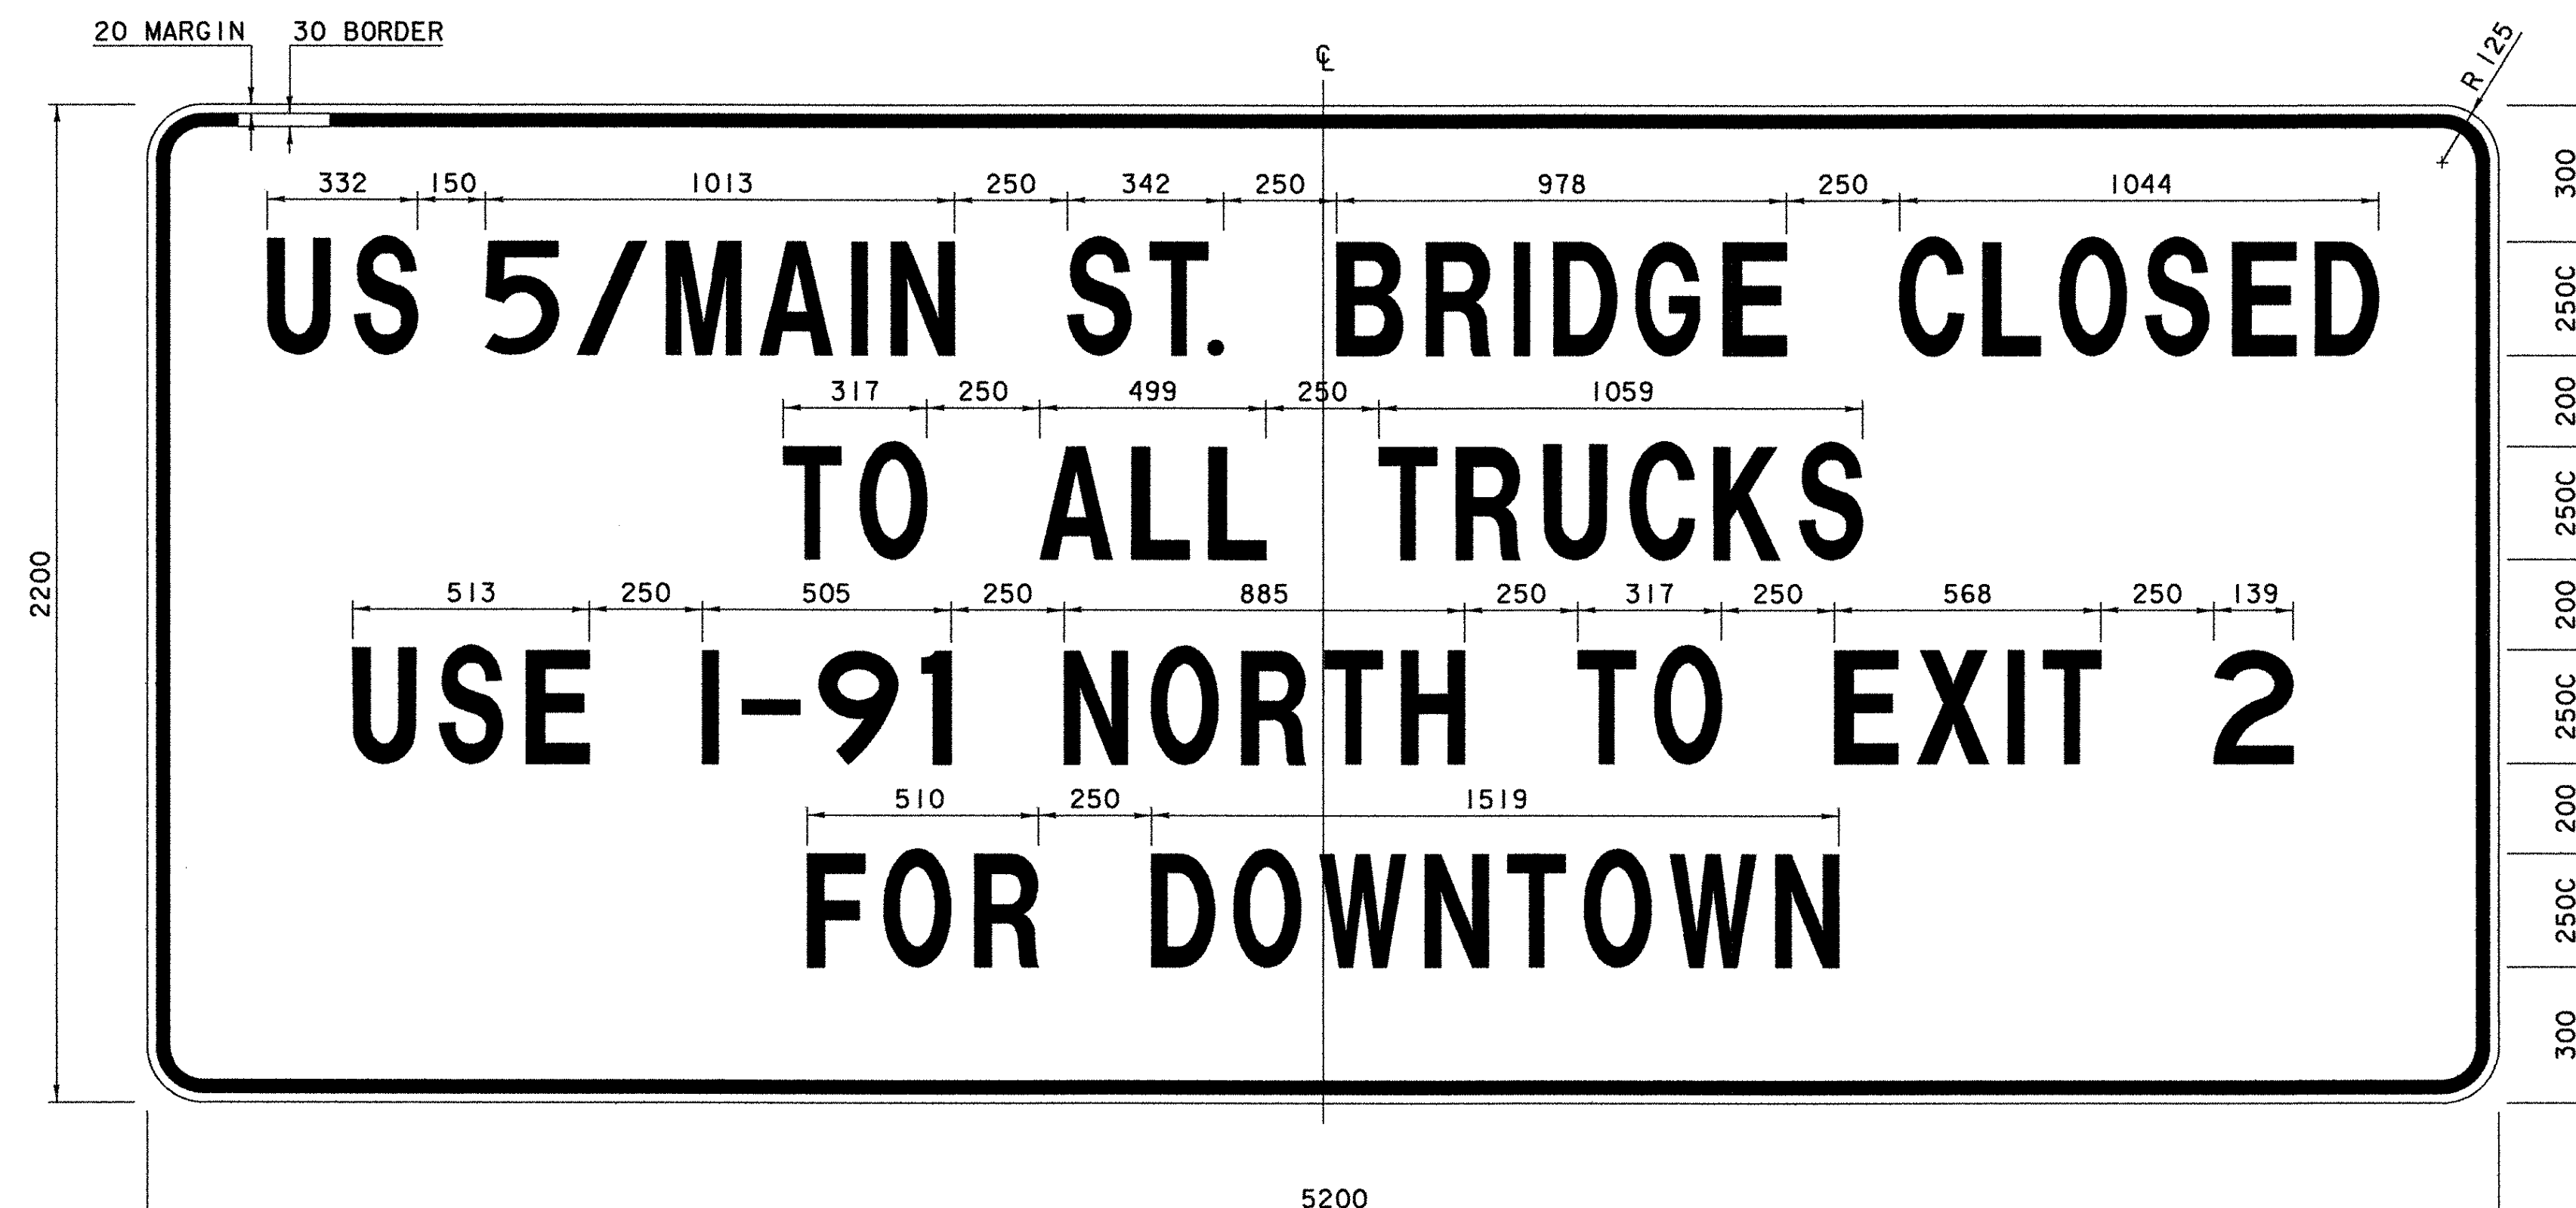 20 MARGIN 30 BORDER
℄
R 125
332 150 1013 250 342 250 978 250 1044
US 5/MAIN ST. BRIDGE CLOSED
317 250 499 250 1059
TO ALL TRUCKS
513 250 505 250 885 250 317 250 568 250 139
USE I-91 NORTH TO EXIT 2
510 250 1519
FOR DOWNTOWN
2200
300
250C
200
250C
200
250C
200
250C
300
5200